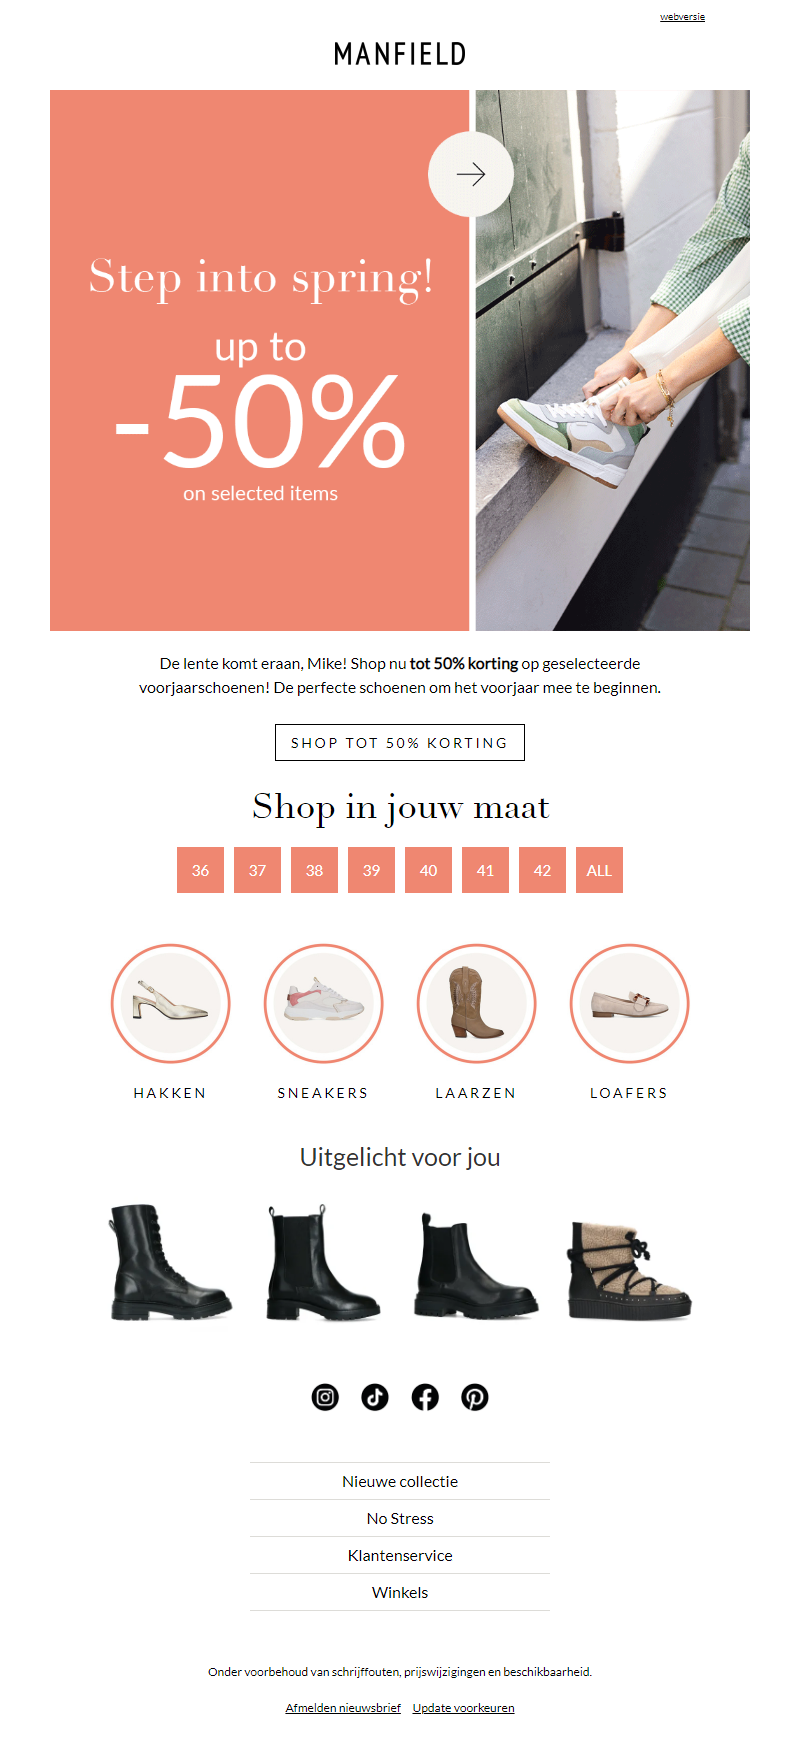 webversie
MANFIELD
Step into spring!
up to
-50%
on selected items
De lente komt eraan, Mike! Shop nu tot 50% korting op geselecteerde
voorjaarschoenen! De perfecte schoenen om het voorjaar mee te beginnen.
SHOP TOT 50% KORTING
Shop in jouw maat
36 37 38 39 40 41 42 ALL
HAKKEN SNEAKERS LAARZEN LOAFERS
Uitgelicht voor jou
Nieuwe collectie
No Stress
Klantenservice
Winkels
Onder voorbehoud van schrijffouten, prijswijzigingen en beschikbaarheid.
Afmelden nieuwsbrief Update voorkeuren